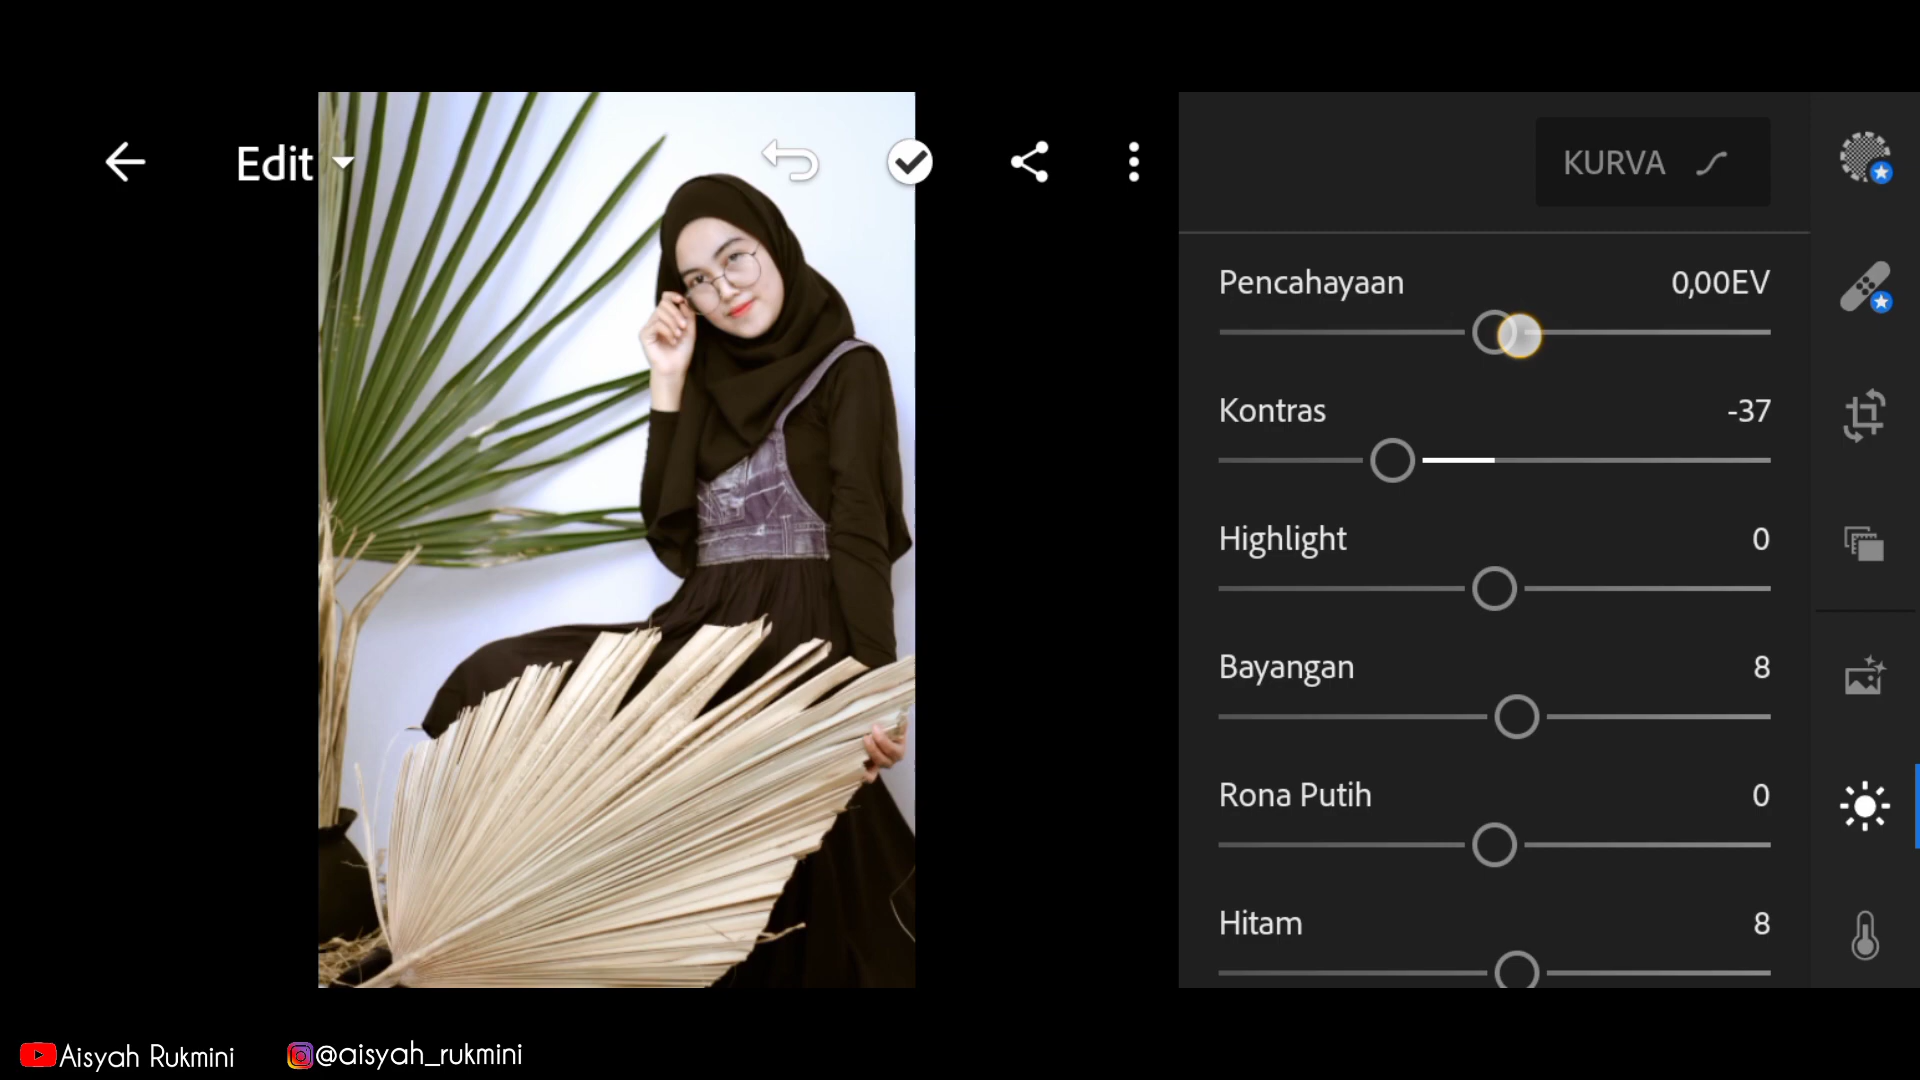 Edit
KURVA
Pencahayaan 0,00EV
Kontras -37
Highlight 0
Bayangan 8
Rona Putih 0
Hitam 8
Aisyah Rukmini @aisyah_rukmini